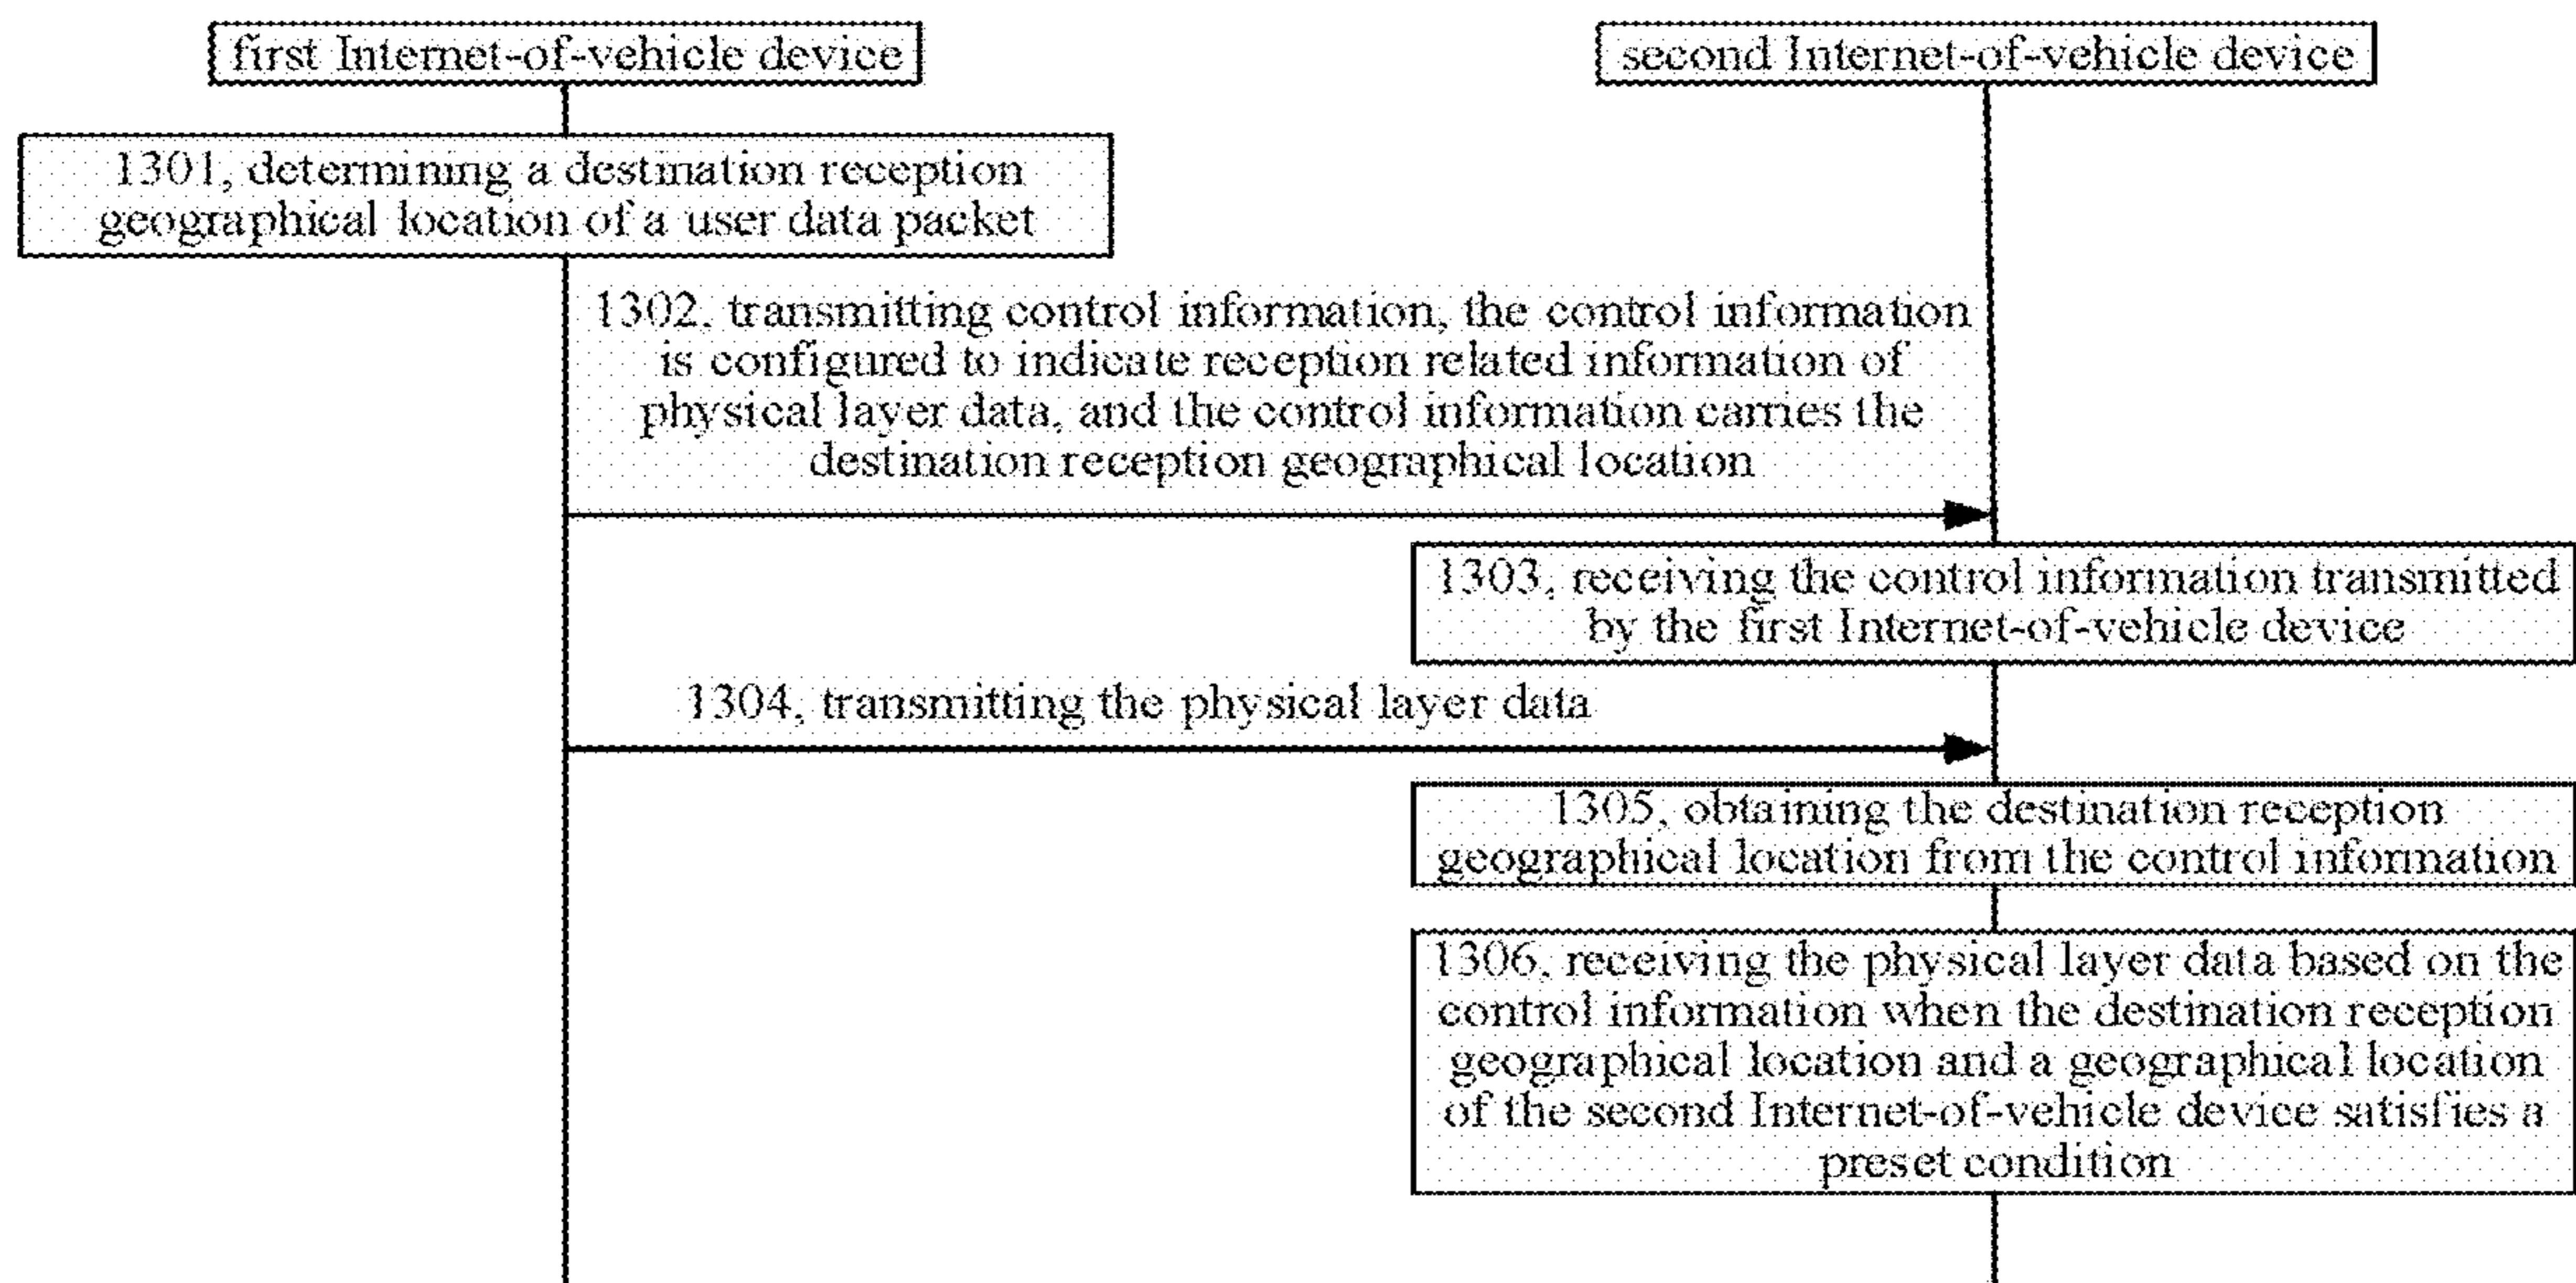 first Internet-of-vehicle device
second Internet-of-vehicle device
1301, determining a destination reception
geographical location of a user data packet
1302, transmitting control information, the control information
is configured to indicate reception related information of
physical layer data, and the control information carries the
destination reception geographical location
1303, receiving the control information transmitted
by the first Internet-of-vehicle device
1304, transmitting the physical layer data
1305, obtaining the destination reception
geographical location from the control information
1306, receiving the physical layer data based on the
control information when the destination reception
geographical location and a geographical location
of the second Internet-of-vehicle device satisfies a
preset condition